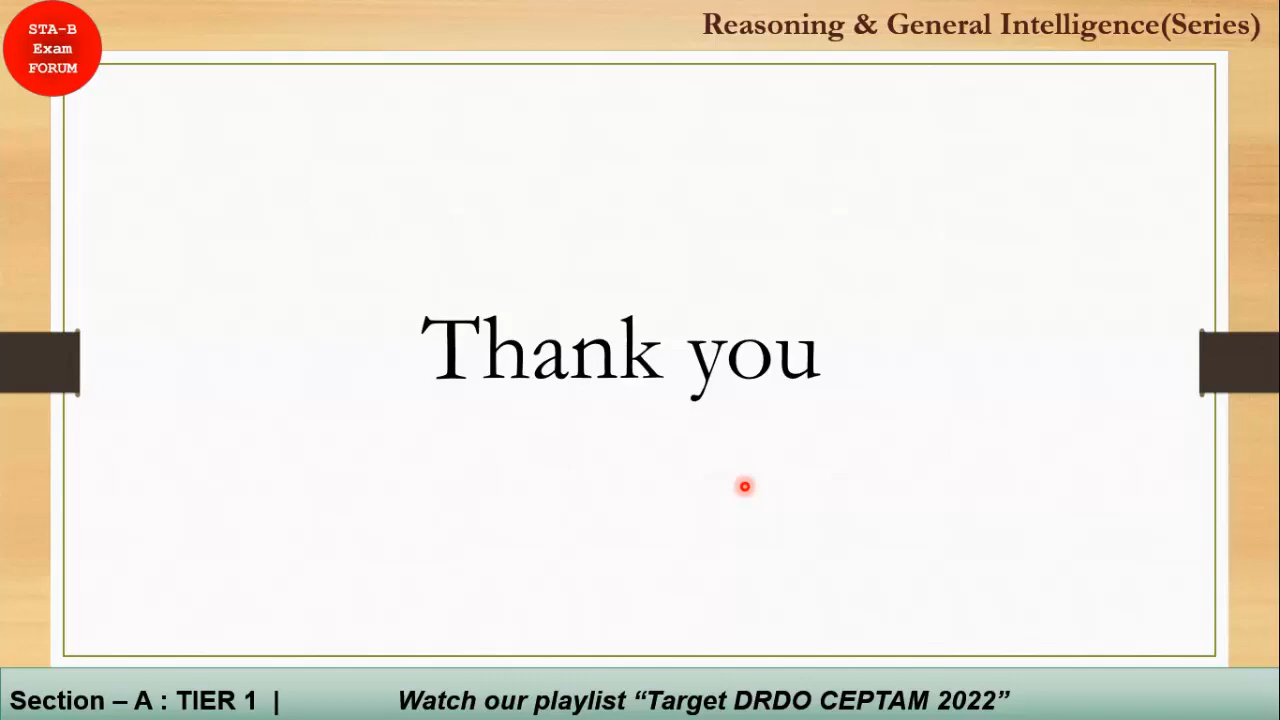 STA-B
Exam
FORUM
Reasoning & General Intelligence(Series)
Thank you
Section – A : TIER 1 | Watch our playlist “Target DRDO CEPTAM 2022”